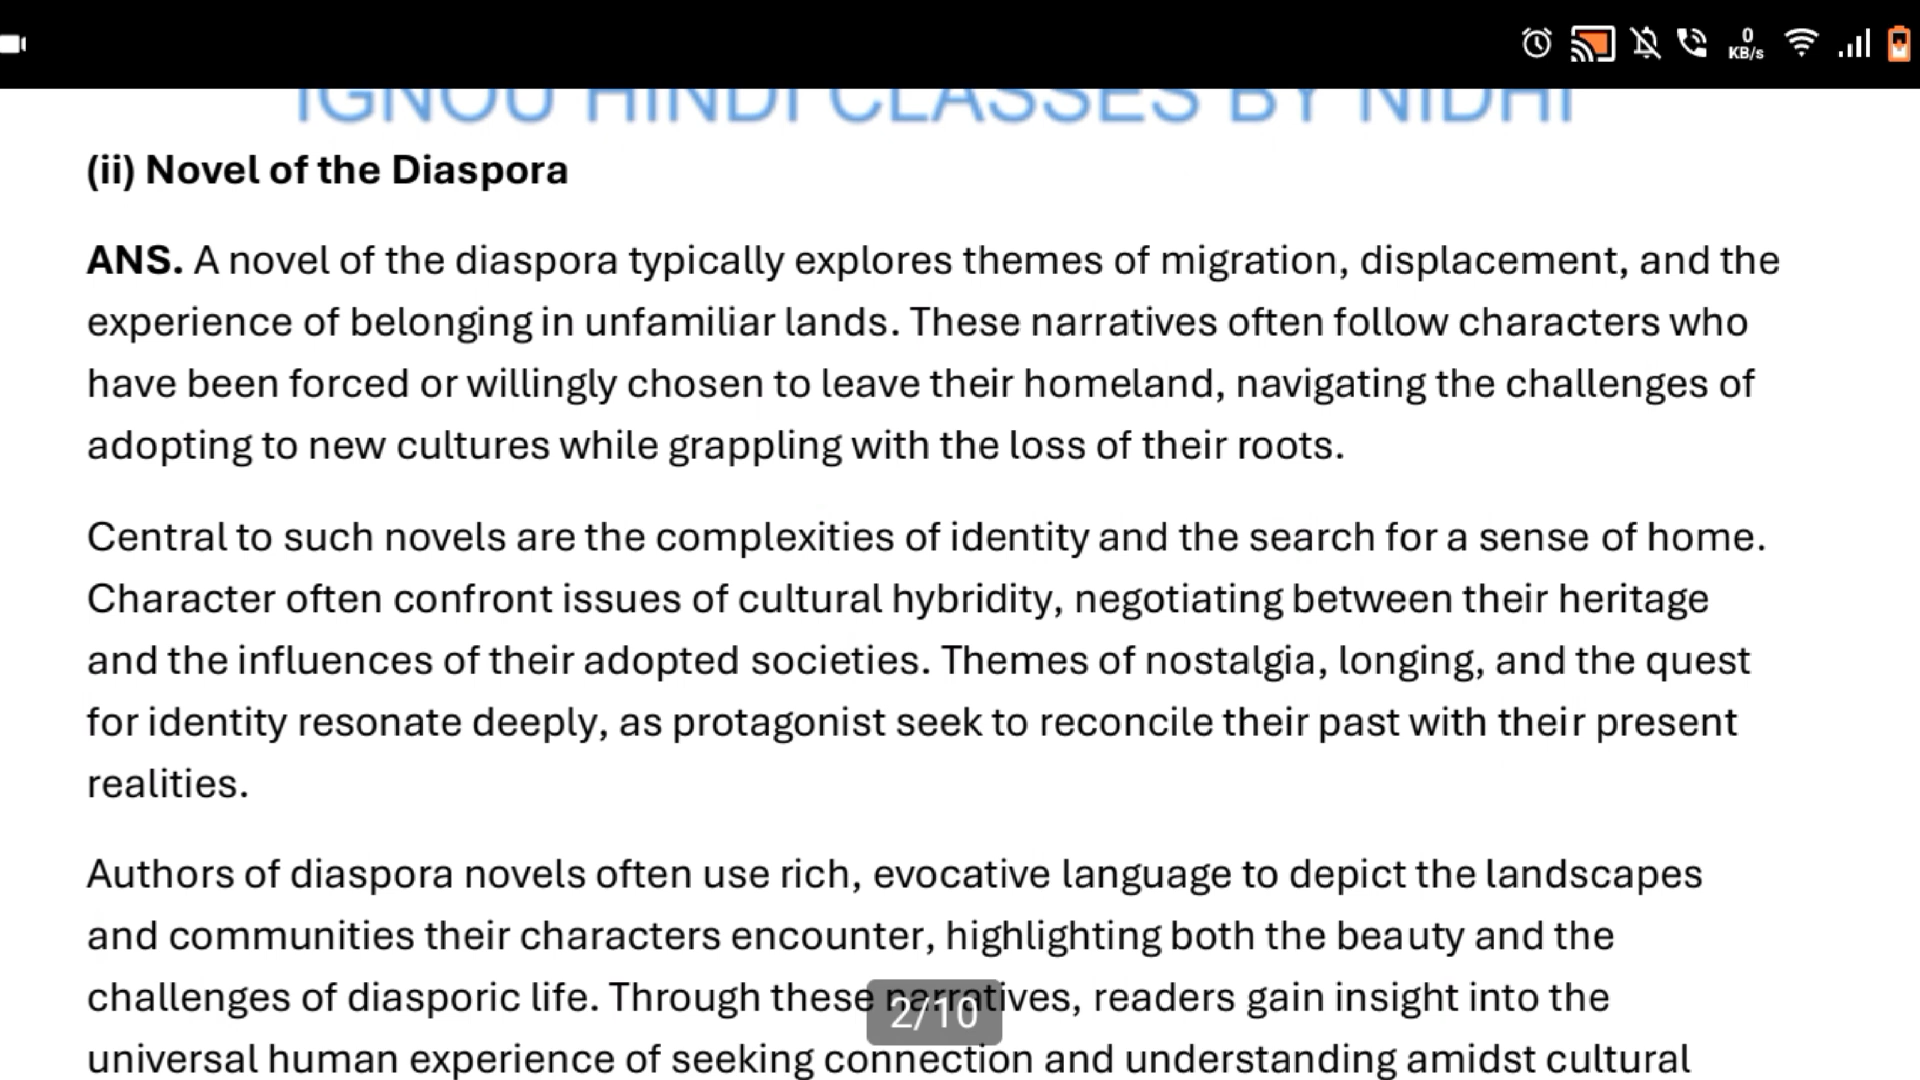 0
KB/s
IGNOU HINDI CLASSES BY NIDHI
(ii) Novel of the Diaspora
ANS. A novel of the diaspora typically explores themes of migration, displacement, and the
experience of belonging in unfamiliar lands. These narratives often follow characters who
have been forced or willingly chosen to leave their homeland, navigating the challenges of
adopting to new cultures while grappling with the loss of their roots.
Central to such novels are the complexities of identity and the search for a sense of home.
Character often confront issues of cultural hybridity, negotiating between their heritage
and the influences of their adopted societies. Themes of nostalgia, longing, and the quest
for identity resonate deeply, as protagonist seek to reconcile their past with their present
realities.
Authors of diaspora novels often use rich, evocative language to depict the landscapes
and communities their characters encounter, highlighting both the beauty and the
challenges of diasporic life. Through these narratives, readers gain insight into the
2/10
universal human experience of seeking connection and understanding amidst cultural